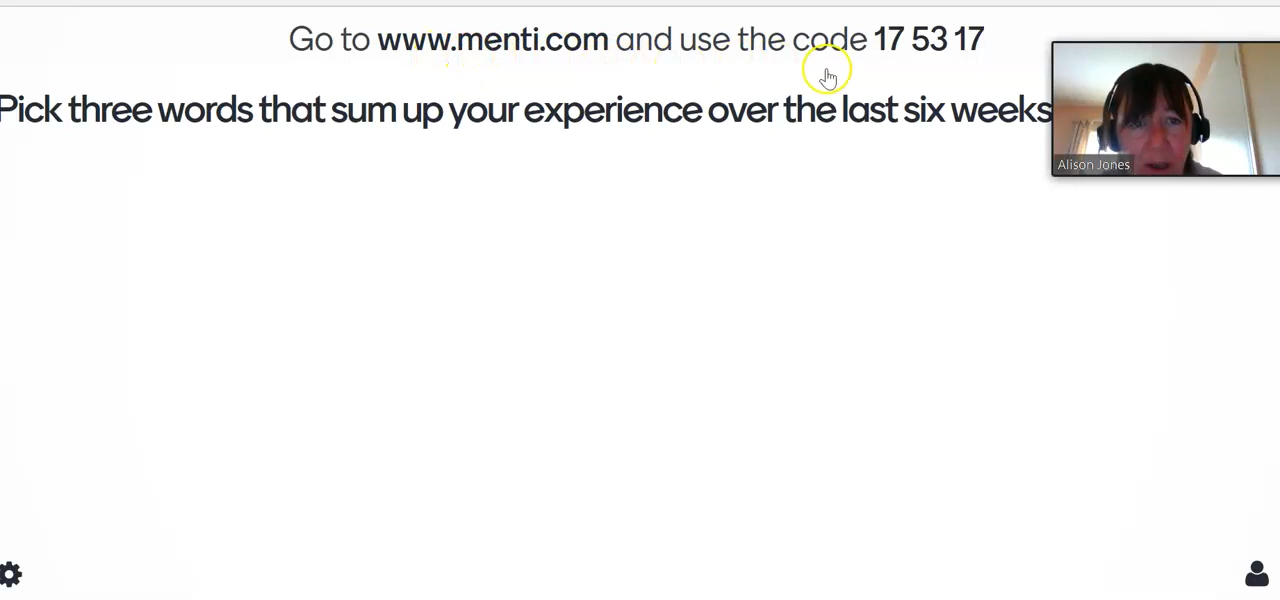 Go to www.menti.com and use the code 17 53 17
Pick three words that sum up your experience over the last six weeks
Alison Jones